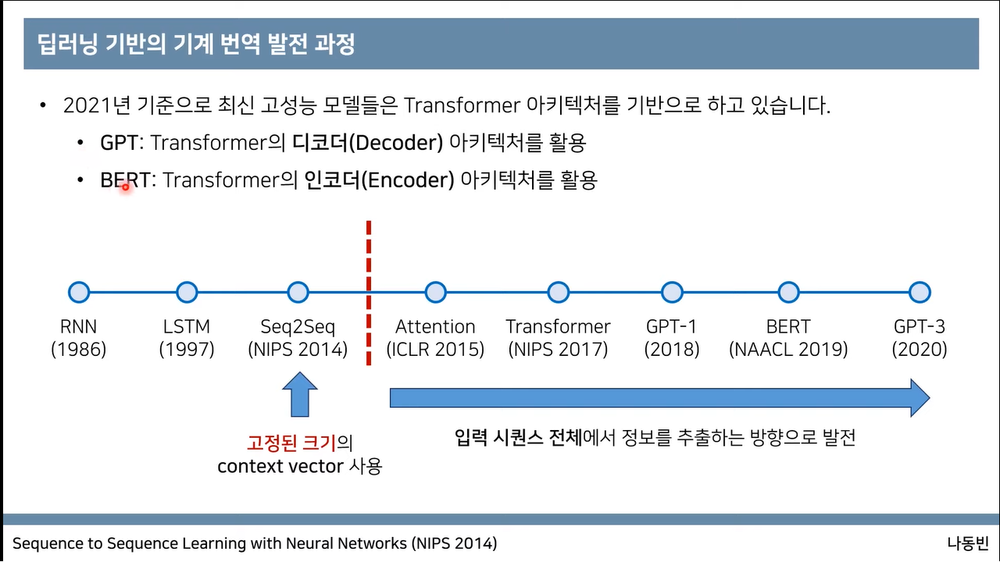 딥러닝 기반의 기계 번역 발전 과정
• 2021년 기준으로 최신 고성능 모델들은 Transformer 아키텍처를 기반으로 하고 있습니다.
• GPT: Transformer의 디코더(Decoder) 아키텍처를 활용
• BERT: Transformer의 인코더(Encoder) 아키텍처를 활용
RNN
(1986)
LSTM
(1997)
Seq2Seq
(NIPS 2014)
Attention
(ICLR 2015)
Transformer
(NIPS 2017)
GPT-1
(2018)
BERT
(NAACL 2019)
GPT-3
(2020)
고정된 크기의
context vector 사용
입력 시퀀스 전체에서 정보를 추출하는 방향으로 발전
Sequence to Sequence Learning with Neural Networks (NIPS 2014)
나동빈